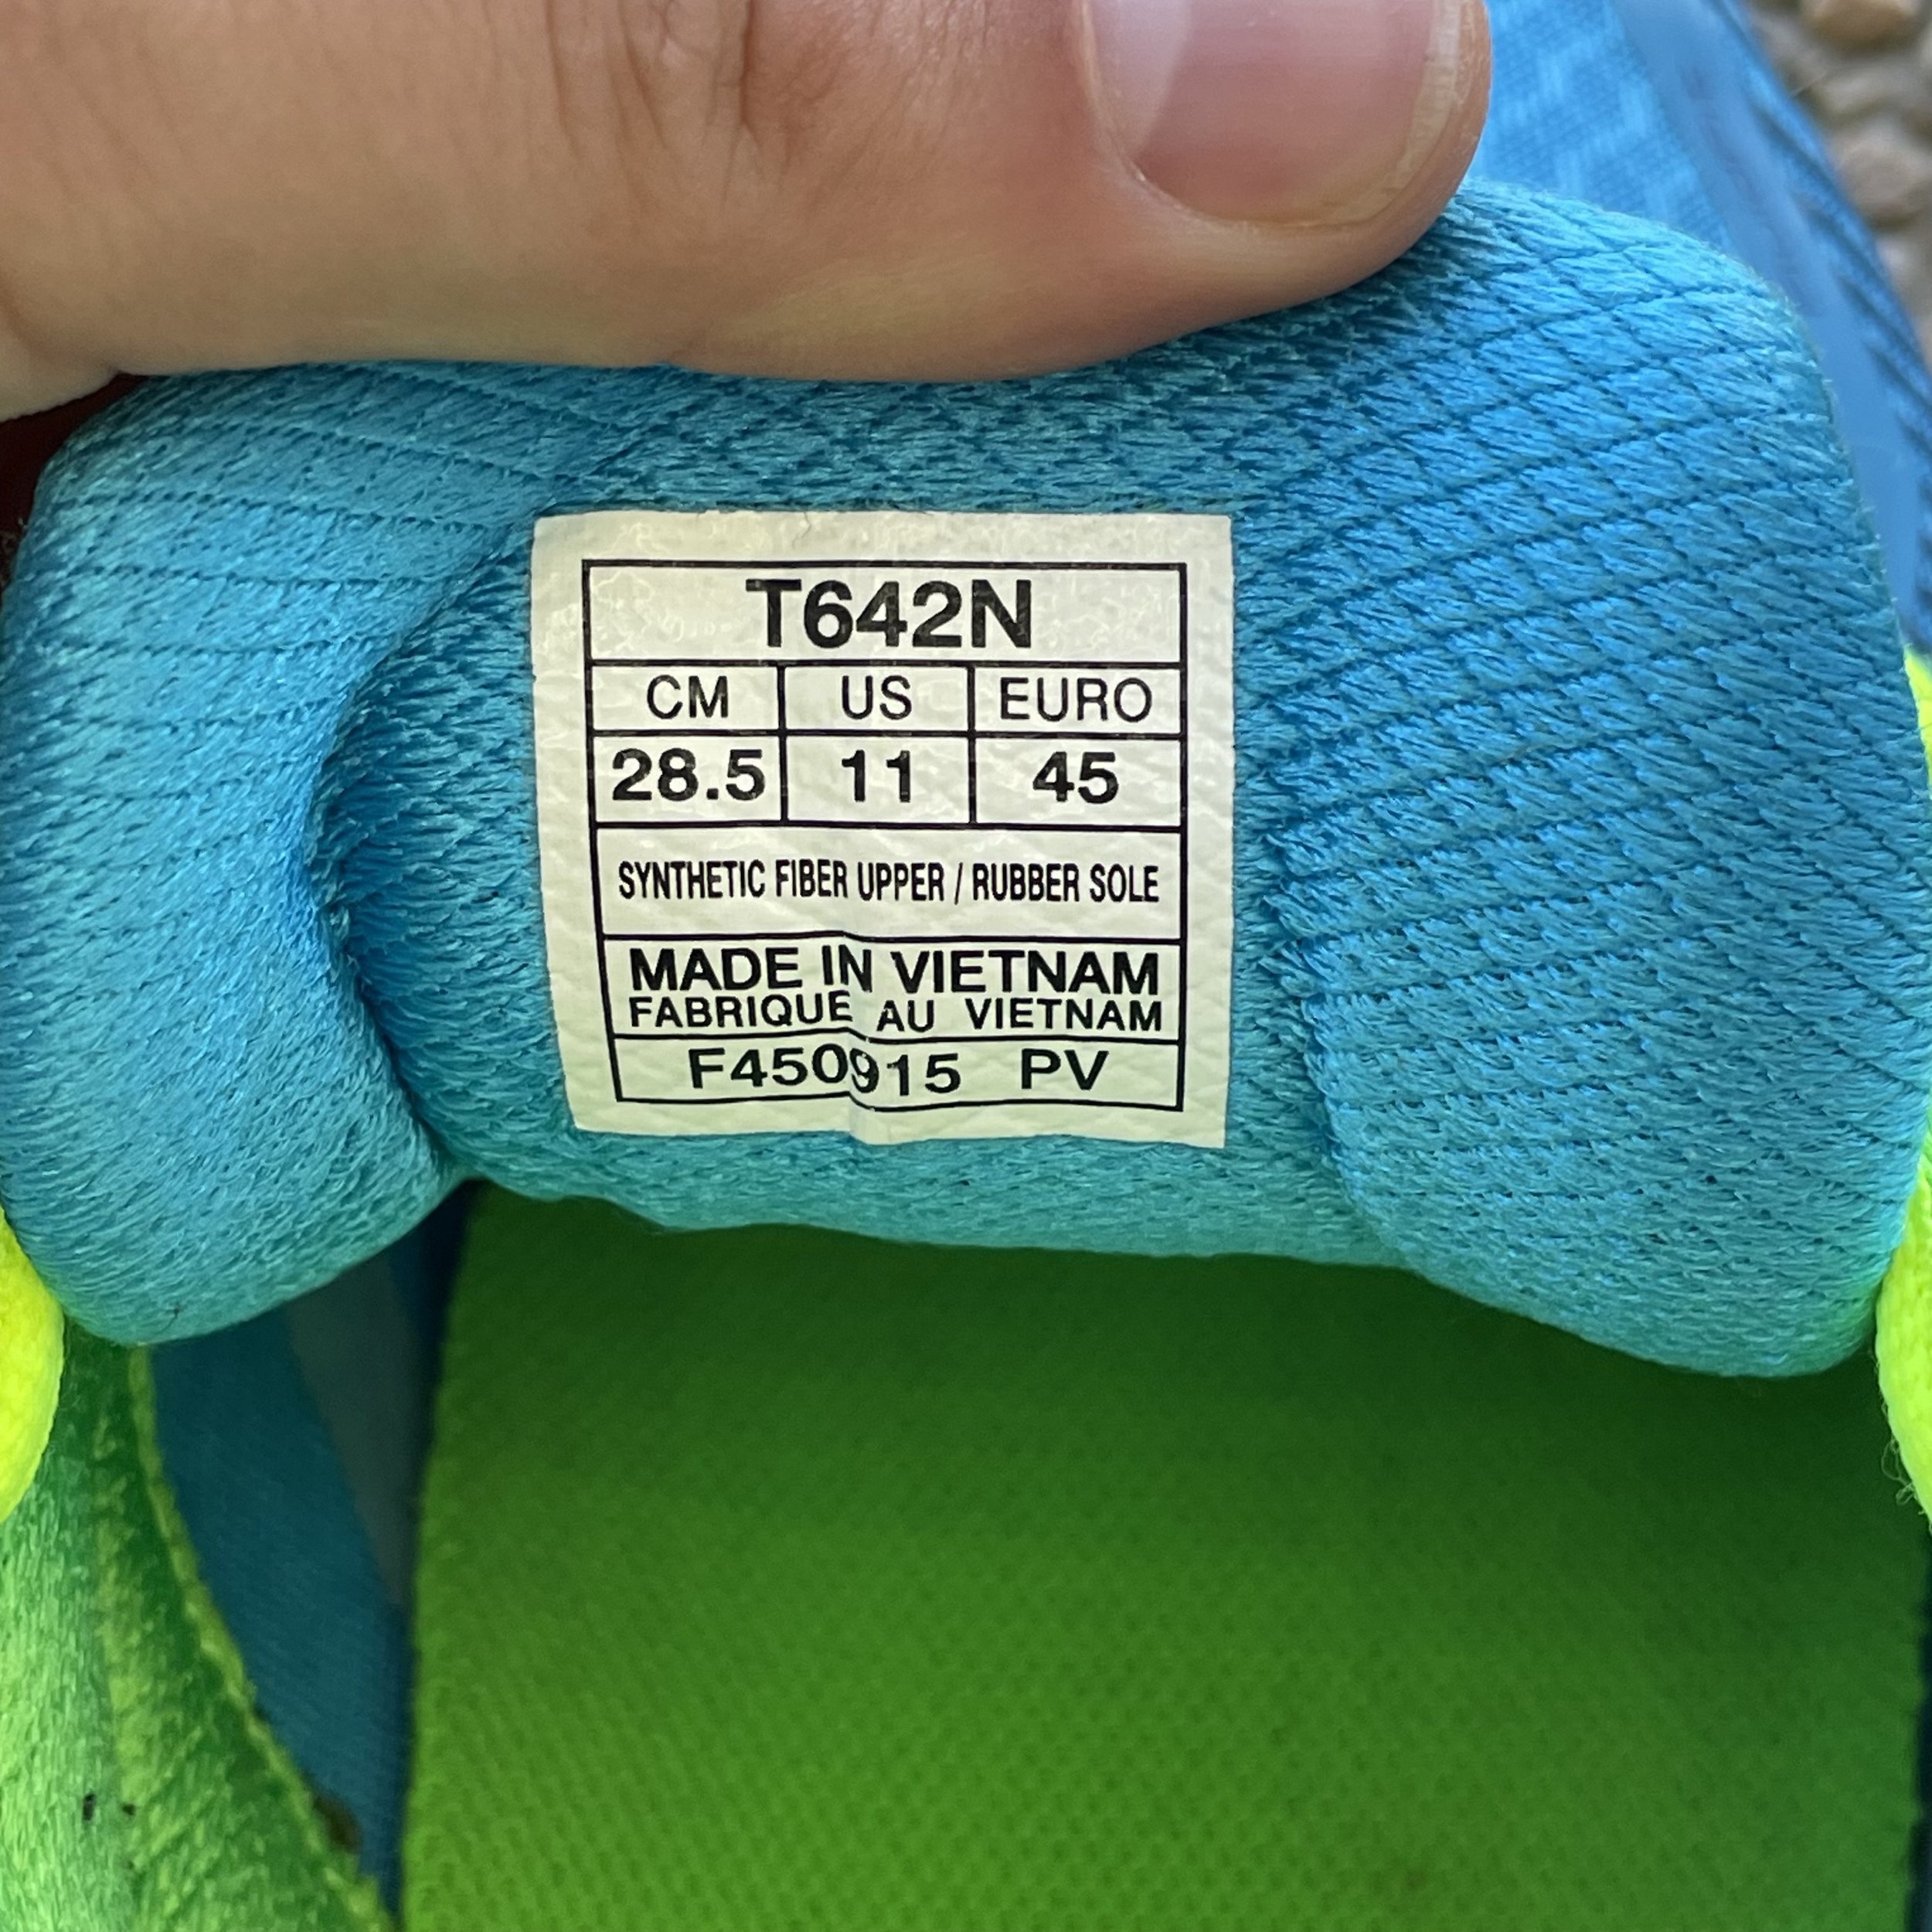 T642N
CM US EURO
28.5 11 45
SYNTHETIC FIBER UPPER / RUBBER SOLE
MADE IN VIETNAM
FABRIQUE AU VIETNAM
F450915 PV